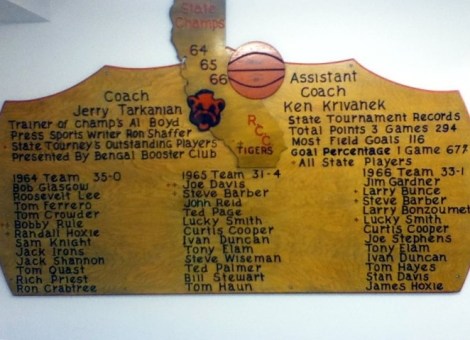 State
Champs
64
65
66
RCC
TIGERS
Coach
Jerry Tarkanian
Trainer of Champ's Al Boyd
Press Sports Writer Ron Shaffer
+ State Tourney's Outstanding Players
Presented By Bengal Booster Club
Assistant
Coach
Ken Krivanek
State Tournament Records
Total Points 3 Games 294
Most Field Goals 116
Goal Percentage 1 Game 67%
+ All State Players
1964 Team 35-0
Bob Glasgow
Roosevelt Lee
Tom Ferrero
Tom Crowder
++ Bobby Rule
+ Randall Hoxie
Sam Knight
Jack Irons
Jack Shannon
Tom Quast
Rich Priest
Ron Crabtree
1965 Team 31-4
++ Joe Davis
+ Steve Barber
John Reid
Ted Page
Lucky Smith
Curtis Cooper
Ivan Duncan
Tony Elam
Steve Wiseman
Ted Palmer
Bill Stewart
Tom Haun
1966 Team 33-1
Jim Gardner
+ Larry Bunce
+ Steve Barber
Larry Bonzoumet
+ Lucky Smith
Curtis Cooper
Joe Stephens
Tony Elam
Ivan Duncan
Tom Hayes
Stan Davis
James Hoxie